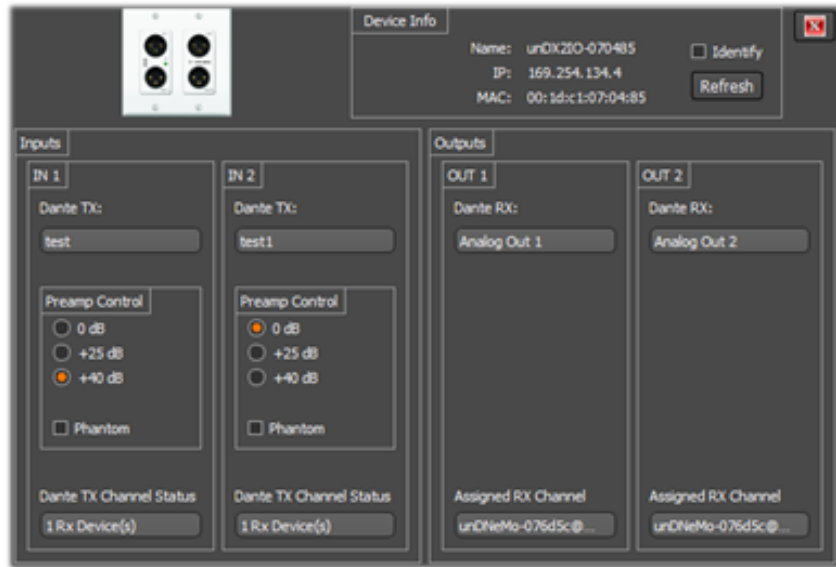 Device Info
Name: unDX2IO-070485
IP: 169.254.134.4
MAC: 00:1d:c1:07:04:85
Identify
Refresh
X
Inputs
IN 1
Dante TX:
test
Preamp Control
0 dB
+25 dB
+40 dB
Phantom
Dante TX Channel Status
1 Rx Device(s)
IN 2
Dante TX:
test1
Preamp Control
0 dB
+25 dB
+40 dB
Phantom
Dante TX Channel Status
1 Rx Device(s)
Outputs
OUT 1
Dante RX:
Analog Out 1
Assigned RX Channel
unDNeMo-076d5c@...
OUT 2
Dante RX:
Analog Out 2
Assigned RX Channel
unDNeMo-076d5c@...